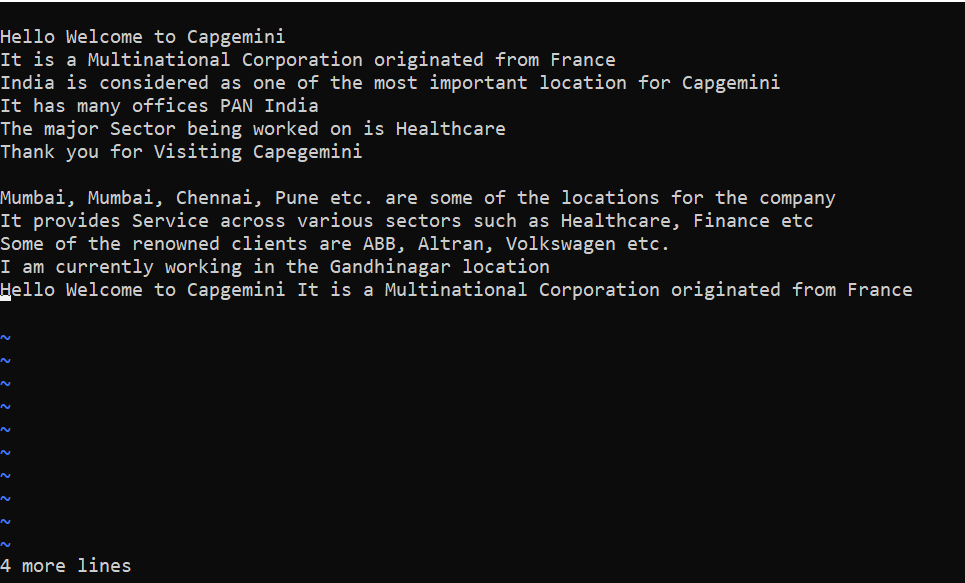 Hello Welcome to Capgemini
It is a Multinational Corporation originated from France
India is considered as one of the most important location for Capgemini
It has many offices PAN India
The major Sector being worked on is Healthcare
Thank you for Visiting Capegemini
Mumbai, Mumbai, Chennai, Pune etc. are some of the locations for the company
It provides Service across various sectors such as Healthcare, Finance etc
Some of the renowned clients are ABB, Altran, Volkswagen etc.
I am currently working in the Gandhinagar location
Hello Welcome to Capgemini It is a Multinational Corporation originated from France
~
~
~
~
~
~
~
~
~
~
4 more lines